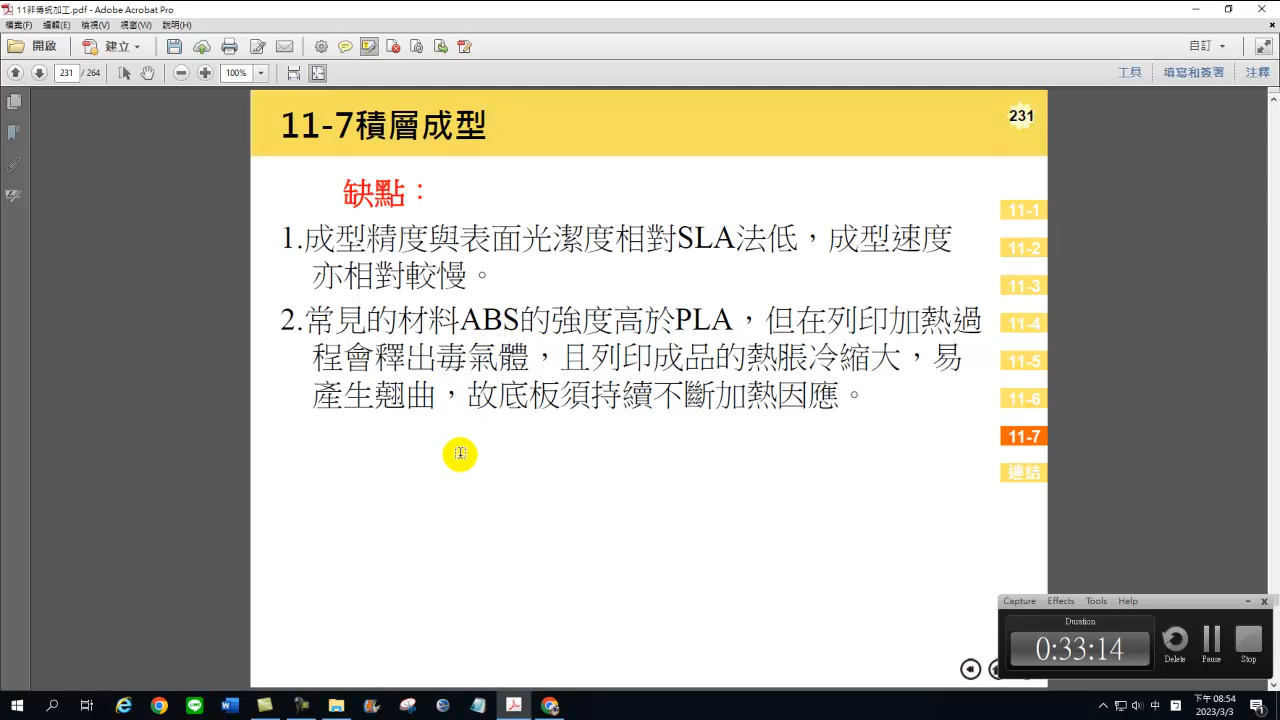 11非傳統加工.pdf - Adobe Acrobat Pro
檔案(F) 編輯(E) 檢視(V) 視窗(W) 說明(H)
開啟 建立 自訂
231 / 264 100% 工具 填寫和簽署 注釋
11-7積層成型
231
缺點：
1.成型精度與表面光潔度相對SLA法低，成型速度
亦相對較慢。
2.常見的材料ABS的強度高於PLA，但在列印加熱過
程會釋出毒氣體，且列印成品的熱脹冷縮大，易
產生翹曲，故底板須持續不斷加熱因應。
11-1
11-2
11-3
11-4
11-5
11-6
11-7
連結
Capture Effects Tools Help
Duration
0:33:14
Delete Pause Stop
中
下午 08:54
2023/3/3
1